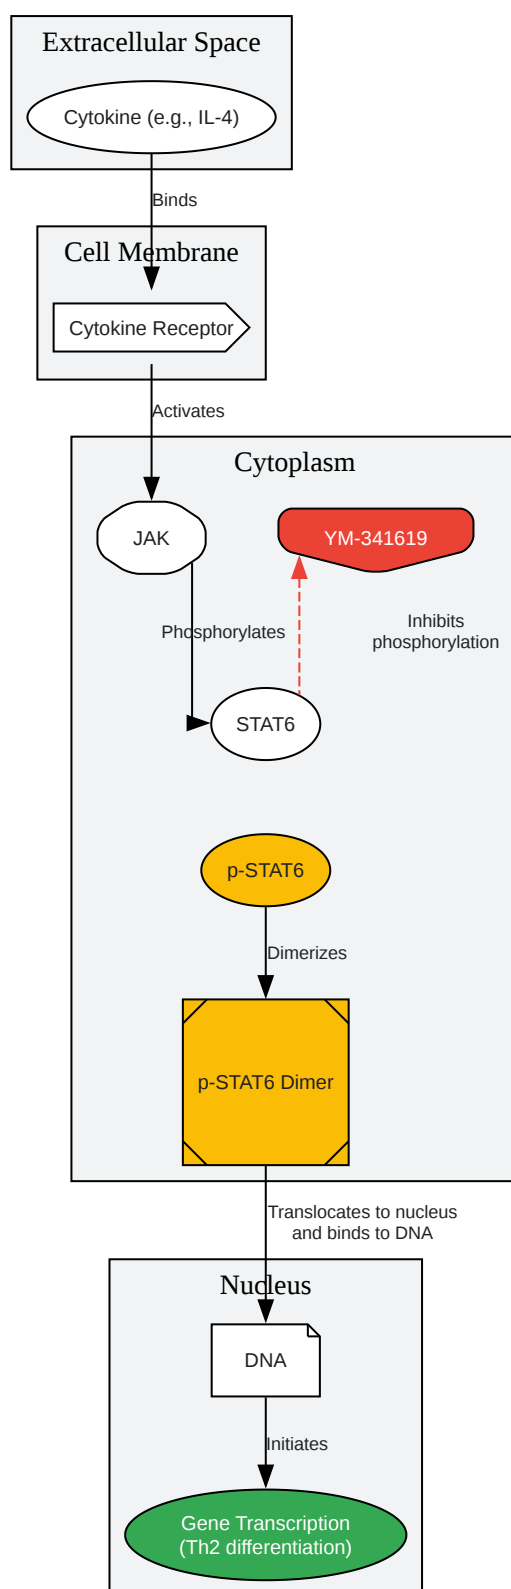 Extracellular Space
Cytokine (e.g., IL-4)
Binds
Cell Membrane
Cytokine Receptor
Activates
Cytoplasm
JAK
YM-341619
Phosphorylates
Inhibits
phosphorylation
STAT6
p-STAT6
Dimerizes
p-STAT6 Dimer
Translocates to nucleus
and binds to DNA
Nucleus
DNA
Initiates
Gene Transcription
(Th2 differentiation)